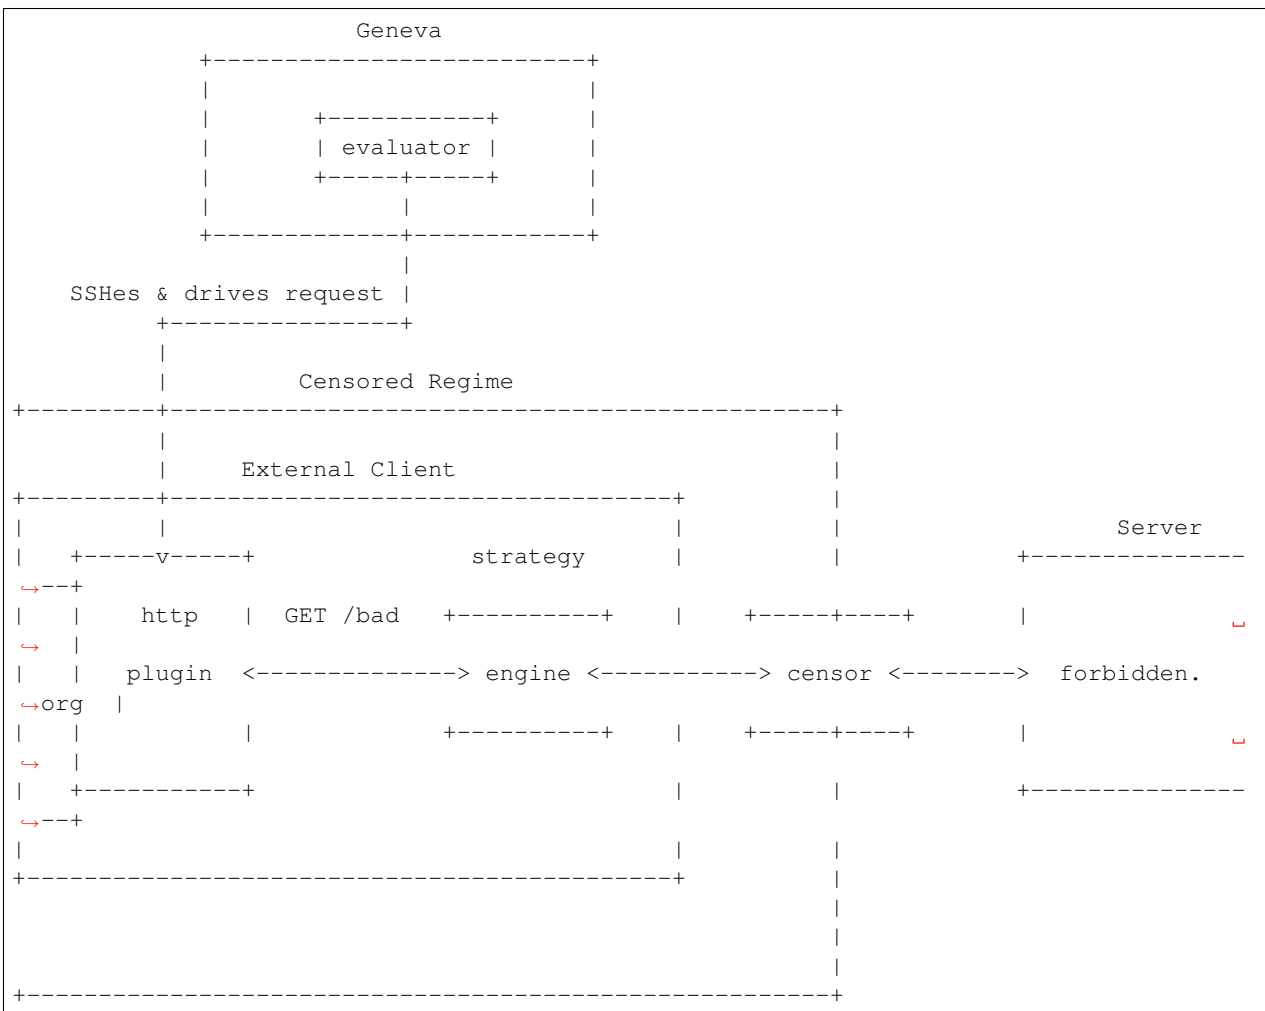 Geneva
+--------------------------+
| |
| +-----------+ |
| | evaluator | |
| +-----+-----+ |
| | |
+-------------+------------+
|
SSHes & drives request |
+----------------+
|
| Censored Regime
+---------+----------------------------------------------+
| |
| External Client |
+---------+-----------------------------------+ |
| | | | Server
| +-----v-----+ strategy | | +---------------
↪--+
| | http | GET /bad +----------+ | +-----+----+ | ␣
↪ |
| | plugin <--------------> engine <-----------> censor <--------> forbidden.
↪org |
| | | +----------+ | +-----+----+ | ␣
↪ |
| +-----------+ | | +---------------
↪--+
| | |
+---------------------------------------------+ |
|
|
|
+---------------------------------------------------------+